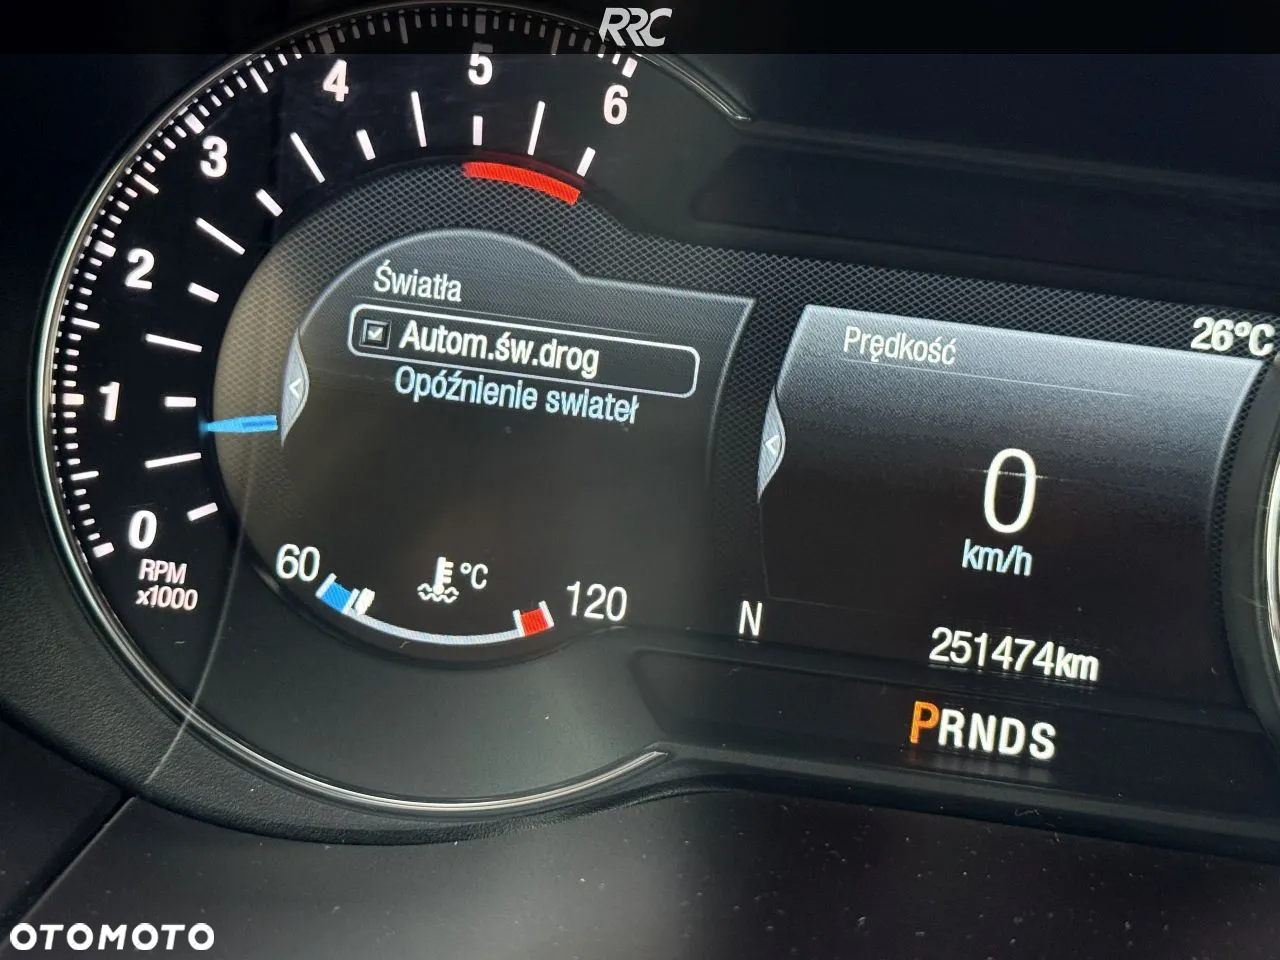 RRC
5
4
6
3
2
1
0
RPM
x1000
Światła
Autom.św.drog
Opóźnienie swiateł
60
°C
120
Prędkość
26°C
0
km/h
N
251474km
PRNDS
OTOMOTO